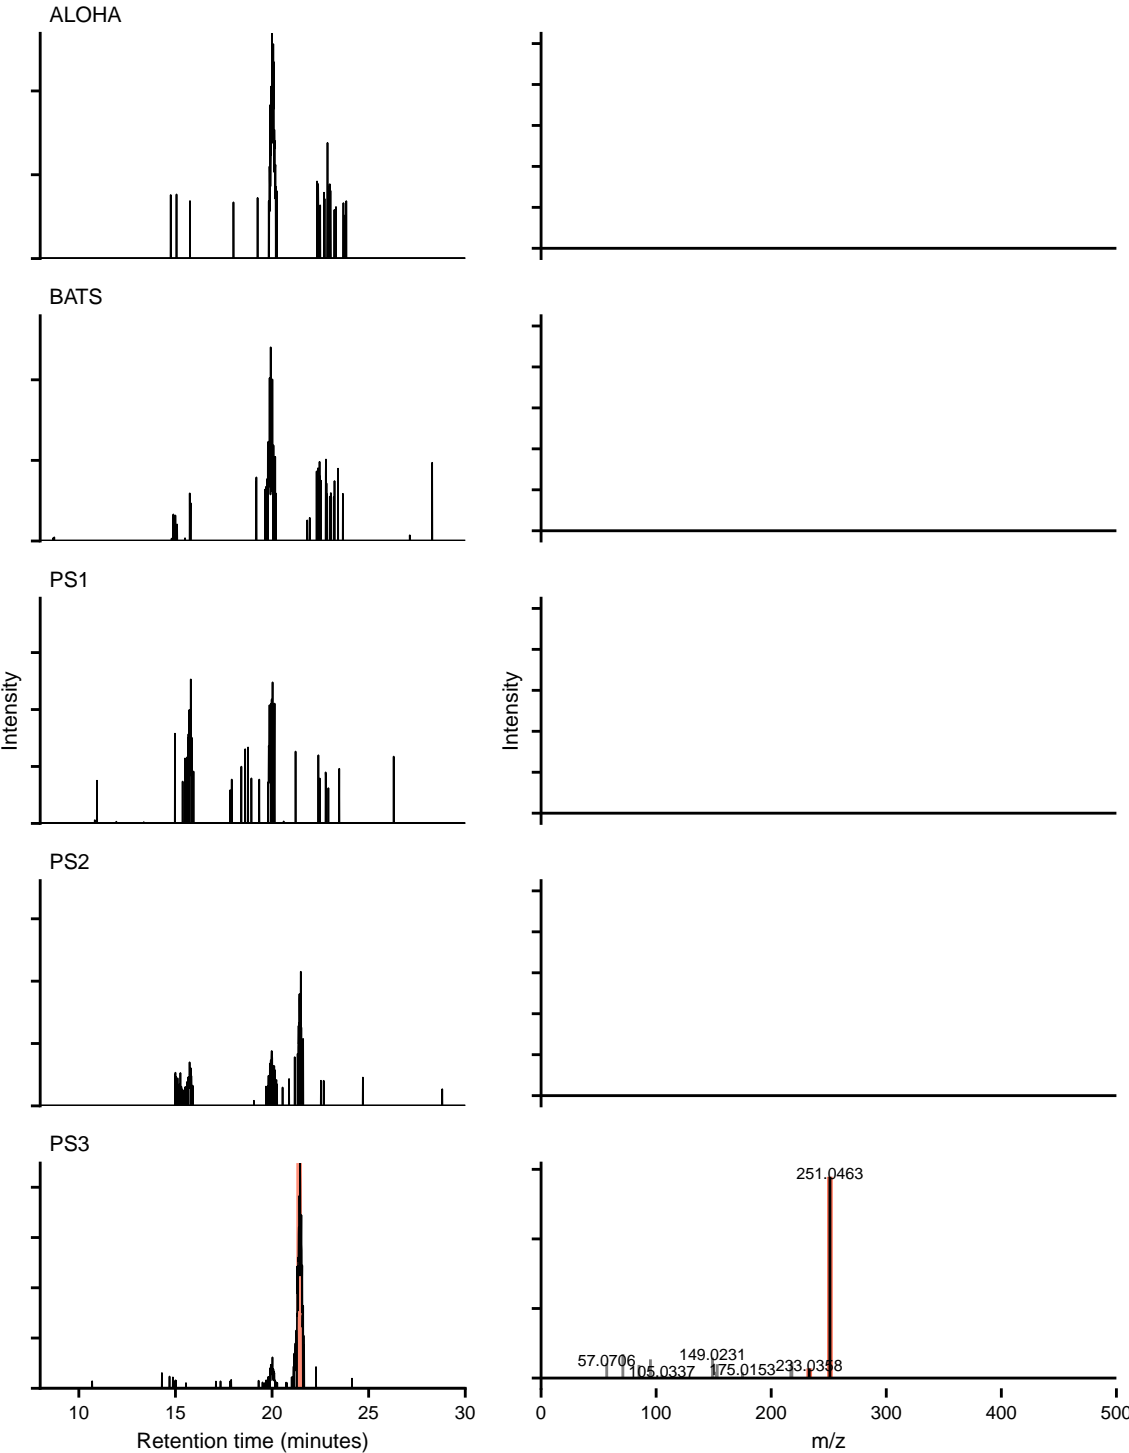 ALOHA
BATS
PS1
Intensity
Intensity
PS2
PS3
251.0463
57.0706
149.0231
105.0337
175.0153
233.0358
10
15
20
25
30
Retention time (minutes)
0
100
200
300
400
500
m/z